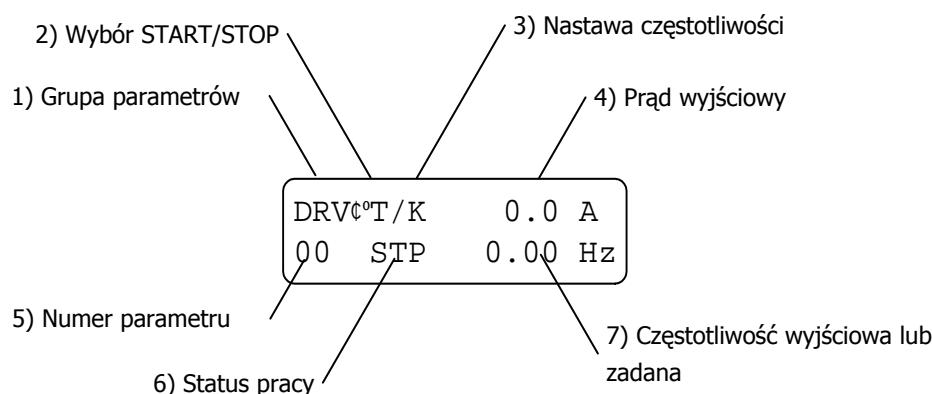 2) Wybór START/STOP
3) Nastawa częstotliwości
1) Grupa parametrów
4) Prąd wyjściowy
DRV¢ºT/K 0.0 A
00 STP 0.00 Hz
5) Numer parametru
7) Częstotliwość wyjściowa lub
zadana
6) Status pracy